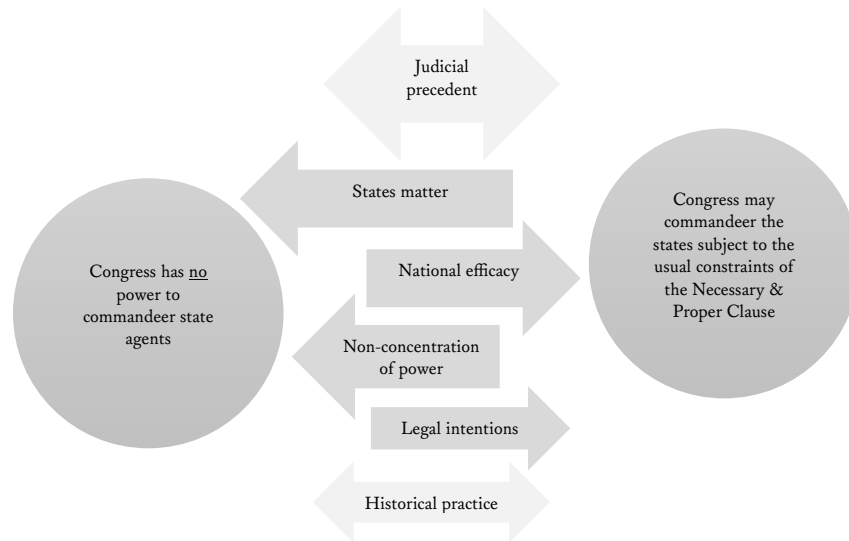 Judicial
precedent
States matter
Congress may
commandeer the
states subject to the
usual constraints of
the Necessary &
Proper Clause
National efficacy
Congress has no
power to
commandeer state
agents
Non-concentration
of power
Legal intentions
Historical practice